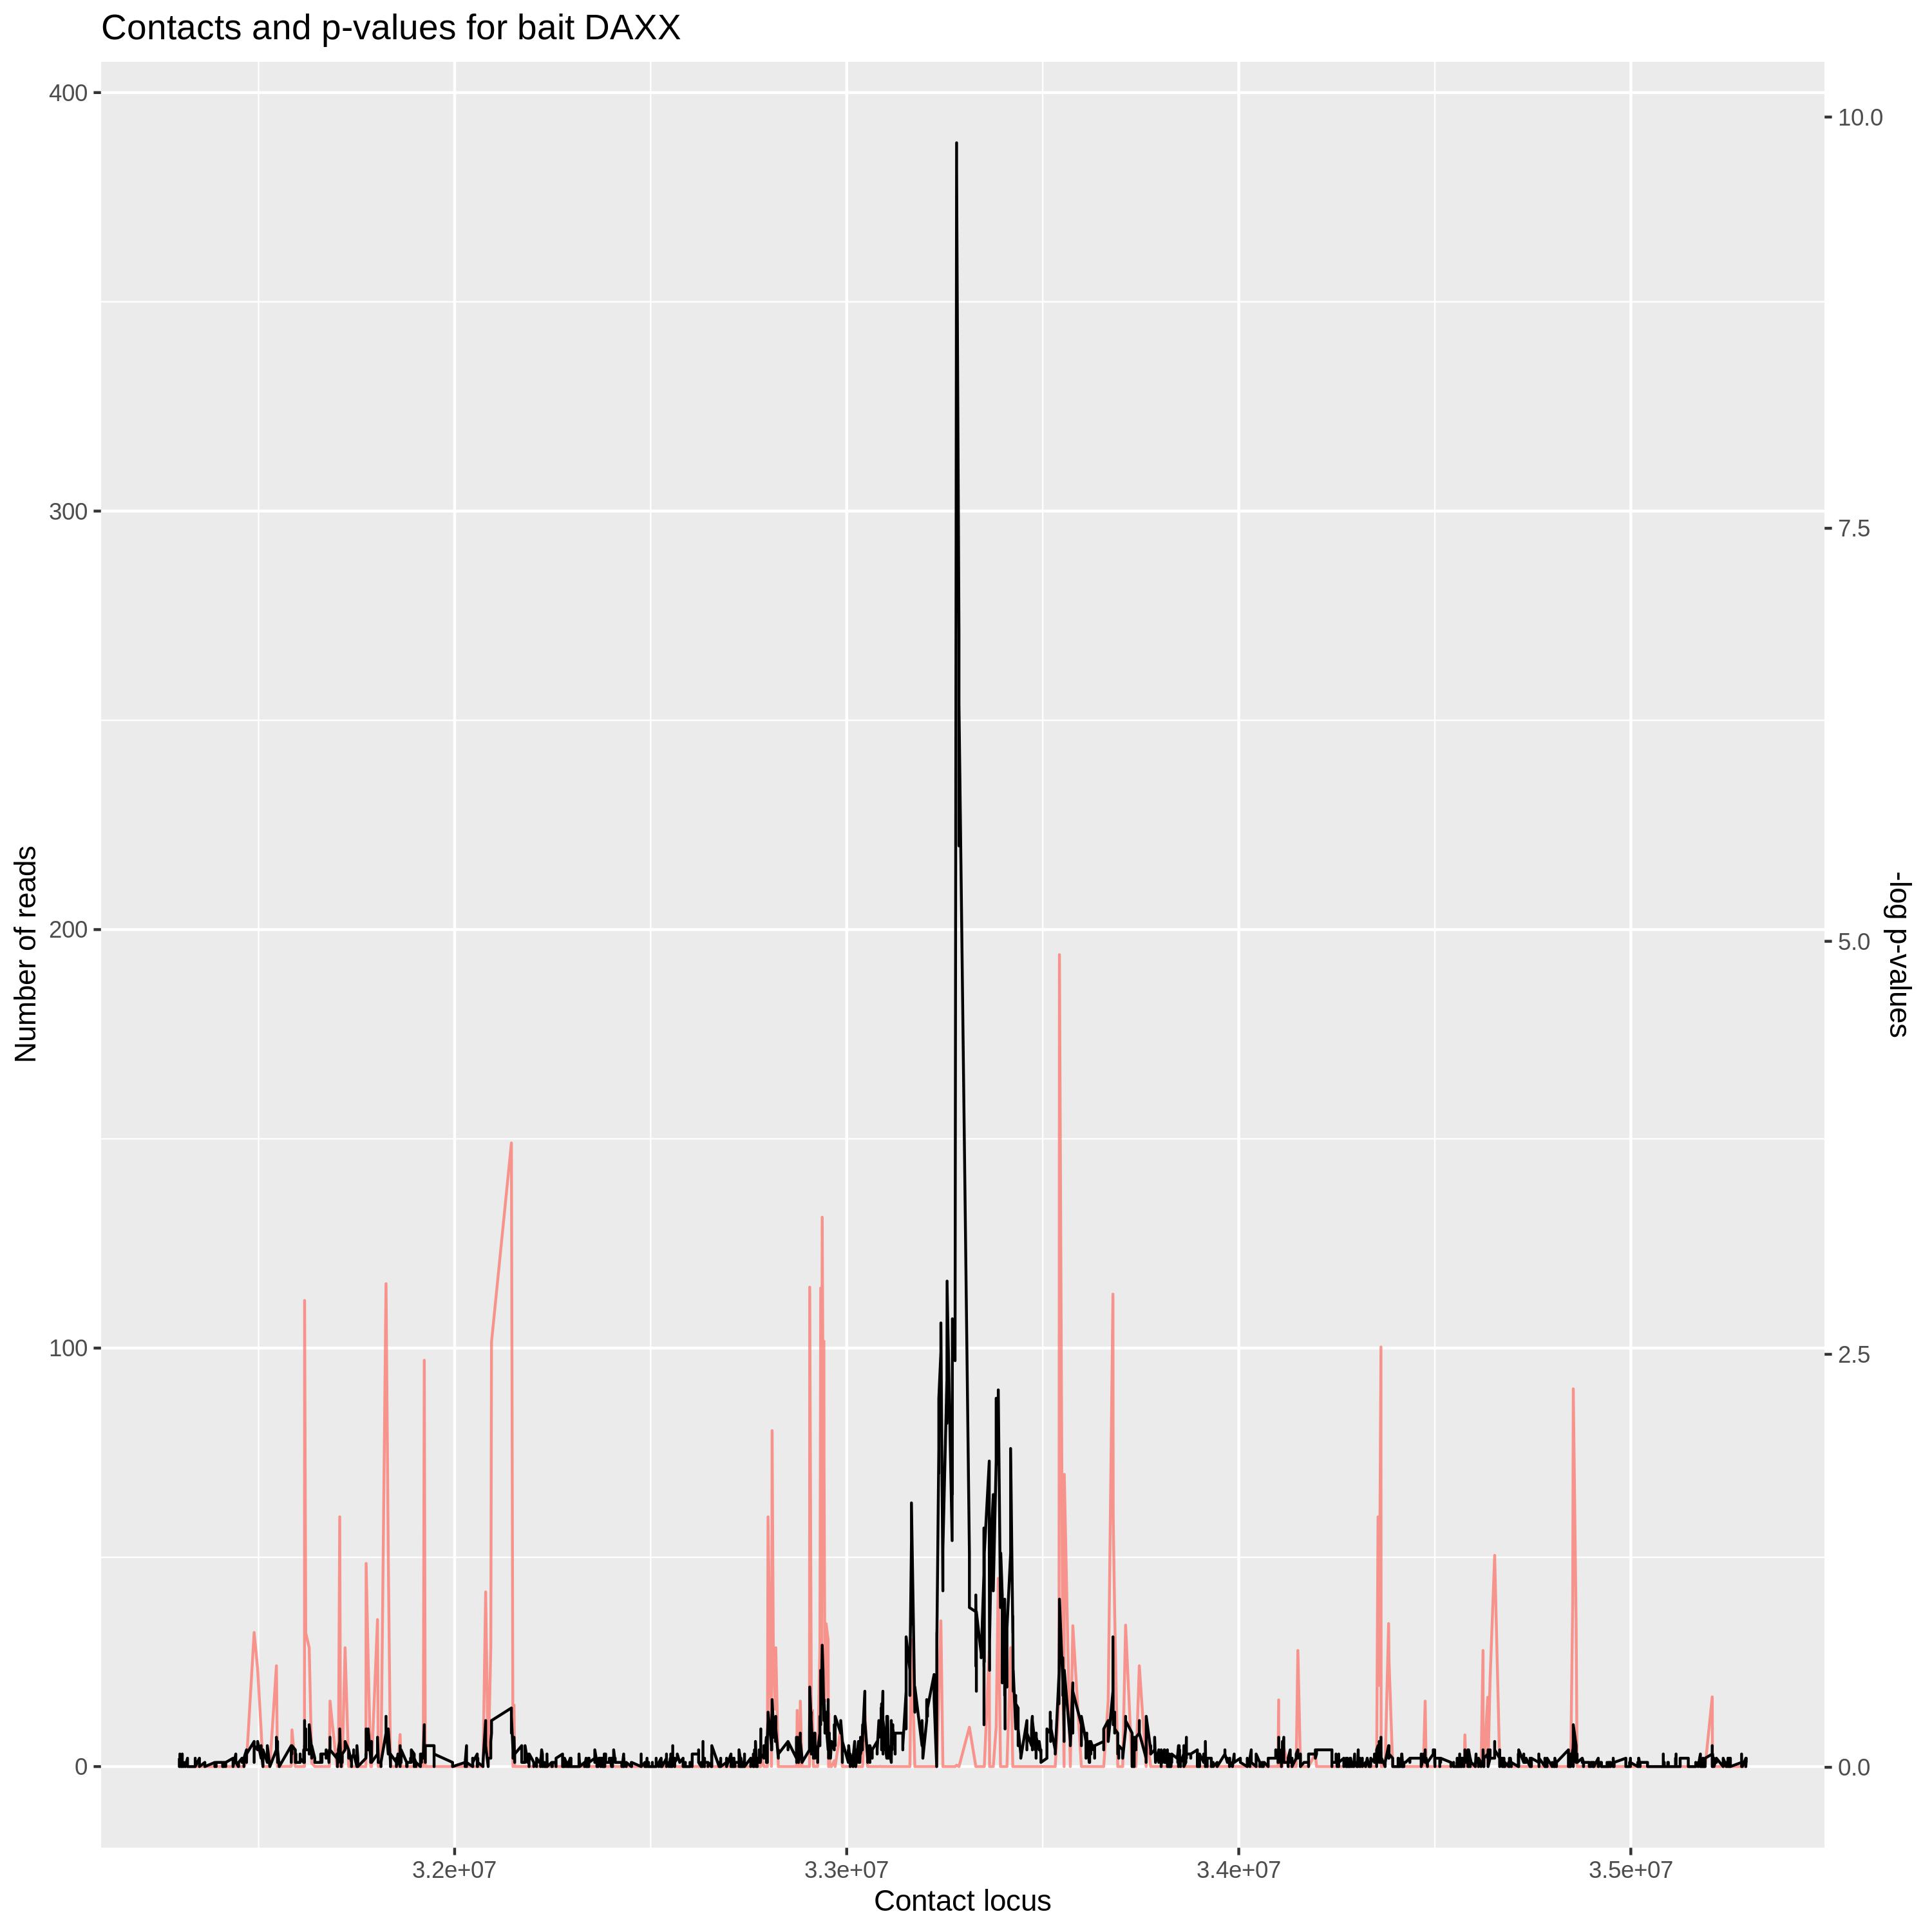 Contacts and p-values for bait DAXX
400
300
200
100
0
Number of reads
10.0
7.5
5.0
2.5
0.0
-log p-values
3.2e+07
3.3e+07
3.4e+07
3.5e+07
Contact locus